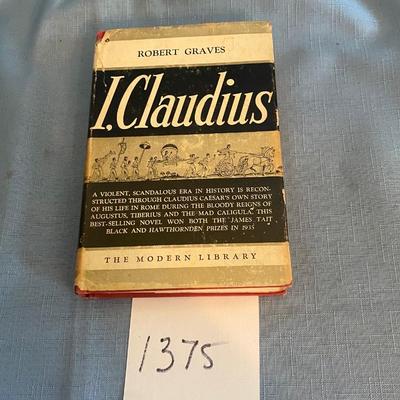 ROBERT GRAVES
I, Claudius
A VIOLENT, SCANDALOUS ERA IN HISTORY IS RECON-
STRUCTED THROUGH CLAUDIUS CAESAR'S OWN STORY
OF HIS LIFE IN ROME DURING THE BLOODY REIGNS OF
AUGUSTUS, TIBERIUS AND THE MAD CALIGULA. THIS
BEST-SELLING NOVEL WON BOTH THE JAMES TAIT
BLACK AND HAWTHORNDEN PRIZES IN 1935
THE MODERN LIBRARY
1375